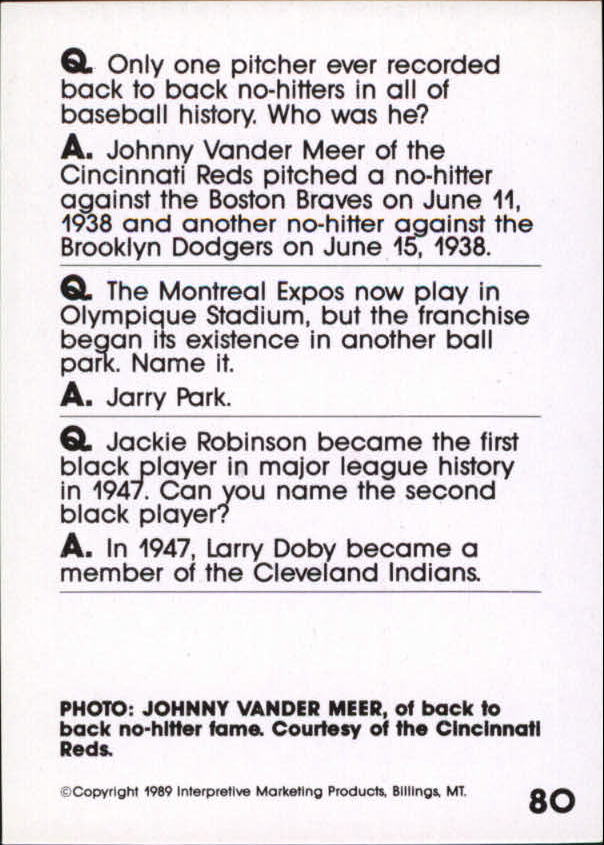 Q. Only one pitcher ever recorded
back to back no-hitters in all of
baseball history. Who was he?
A. Johnny Vander Meer of the
Cincinnati Reds pitched a no-hitter
against the Boston Braves on June 11,
1938 and another no-hitter against the
Brooklyn Dodgers on June 15, 1938.
Q. The Montreal Expos now play in
Olympique Stadium, but the franchise
began its existence in another ball
park. Name it.
A. Jarry Park.
Q. Jackie Robinson became the first
black player in major league history
in 1947. Can you name the second
black player?
A. In 1947, Larry Doby became a
member of the Cleveland Indians.
PHOTO: JOHNNY VANDER MEER, of back to
back no-hitter fame. Courtesy of the Cincinnati
Reds.
©Copyright 1989 Interpretive Marketing Products, Billings, MT.
80